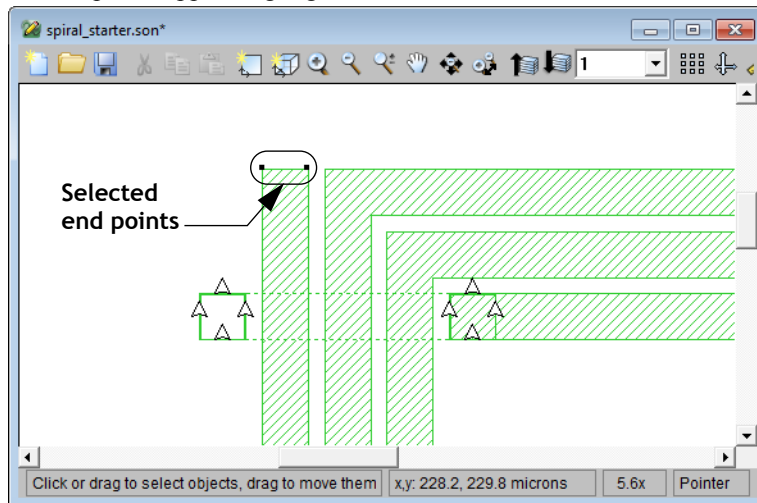 spiral_starter.son*
1
Selected
end points
Click or drag to select objects, drag to move them
x,y: 228.2, 229.8 microns
5.6x
Pointer